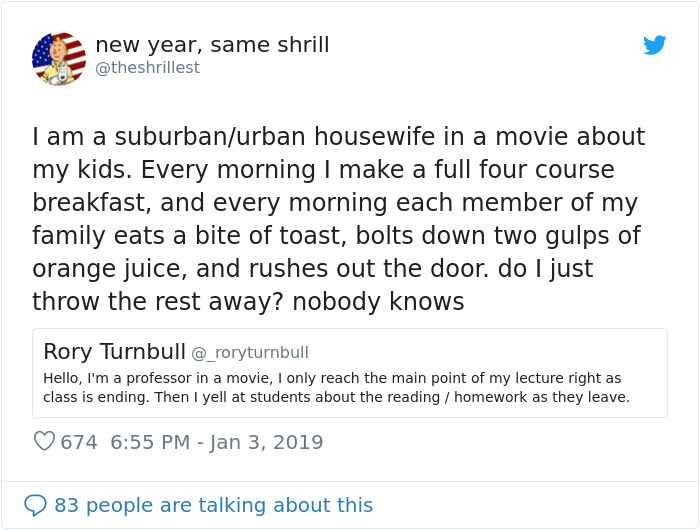 new year, same shrill
@theshrillest
I am a suburban/urban housewife in a movie about
my kids. Every morning I make a full four course
breakfast, and every morning each member of my
family eats a bite of toast, bolts down two gulps of
orange juice, and rushes out the door. do I just
throw the rest away? nobody knows
Rory Turnbull @_roryturnbull
Hello, I'm a professor in a movie, I only reach the main point of my lecture right as
class is ending. Then I yell at students about the reading / homework as they leave.
674 6:55 PM - Jan 3, 2019
83 people are talking about this